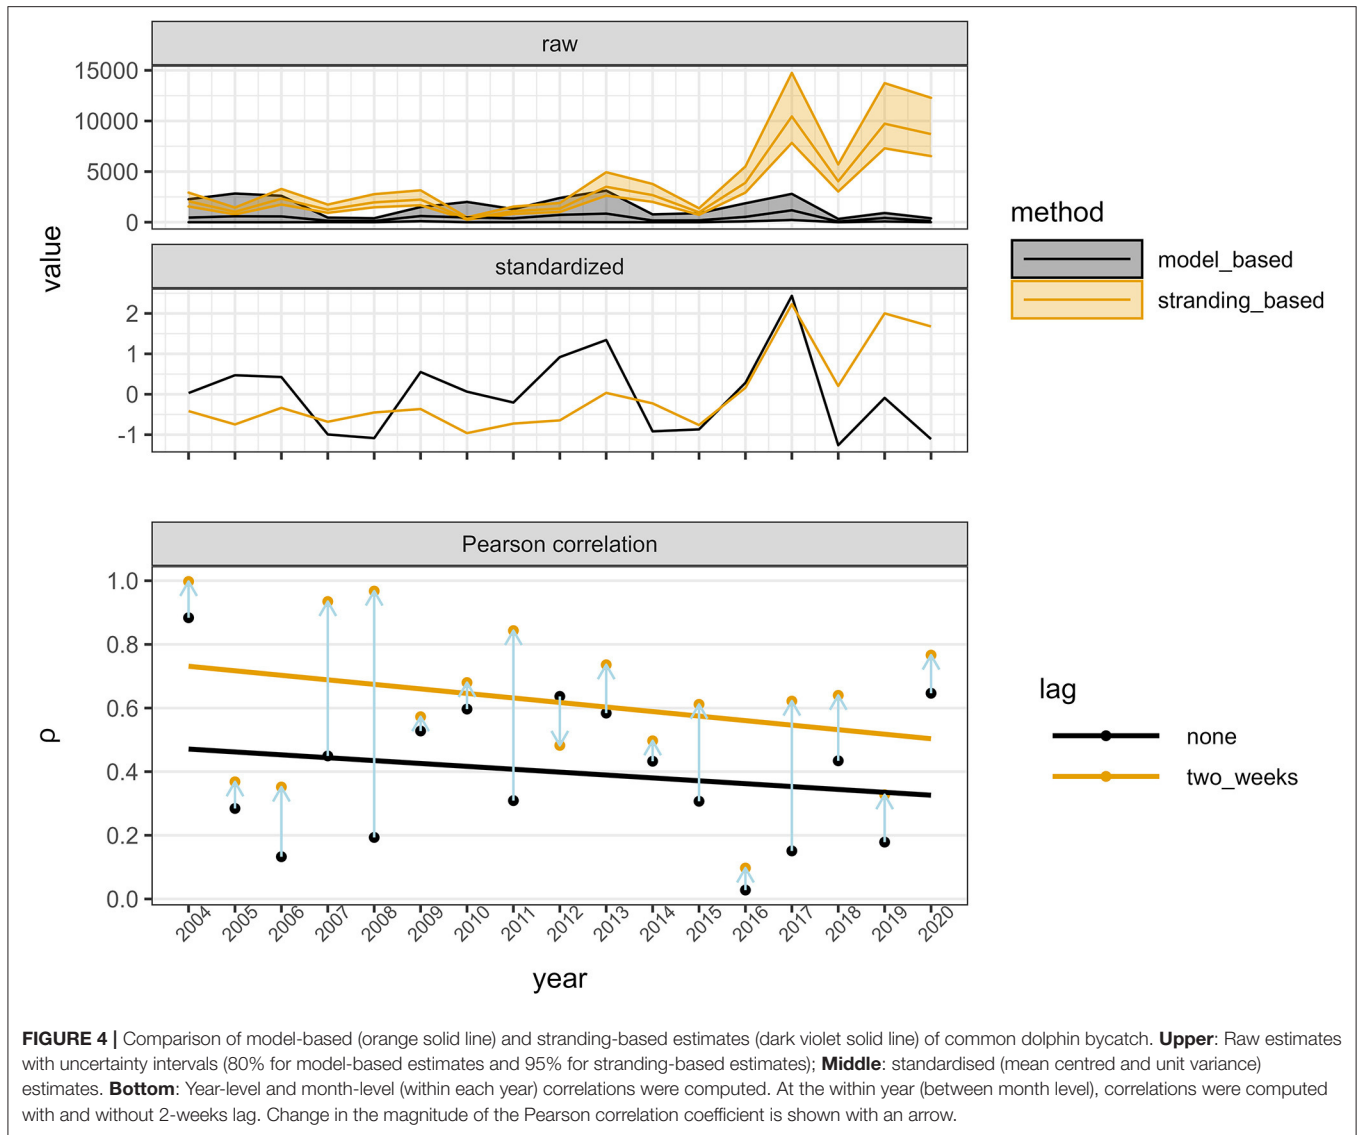 raw
15000
10000
5000
0
value
standardized
2
1
0
-1
method
model_based
stranding_based
Pearson correlation
1.0
0.8
0.6
0.4
0.2
0.0
ρ
2004 2005 2006 2007 2008 2009 2010 2011 2012 2013 2014 2015 2016 2017 2018 2019 2020
year
lag
none
two_weeks
FIGURE 4 | Comparison of model-based (orange solid line) and stranding-based estimates (dark violet solid line) of common dolphin bycatch. Upper: Raw estimates
with uncertainty intervals (80% for model-based estimates and 95% for stranding-based estimates); Middle: standardised (mean centred and unit variance)
estimates. Bottom: Year-level and month-level (within each year) correlations were computed. At the within year (between month level), correlations were computed
with and without 2-weeks lag. Change in the magnitude of the Pearson correlation coefficient is shown with an arrow.